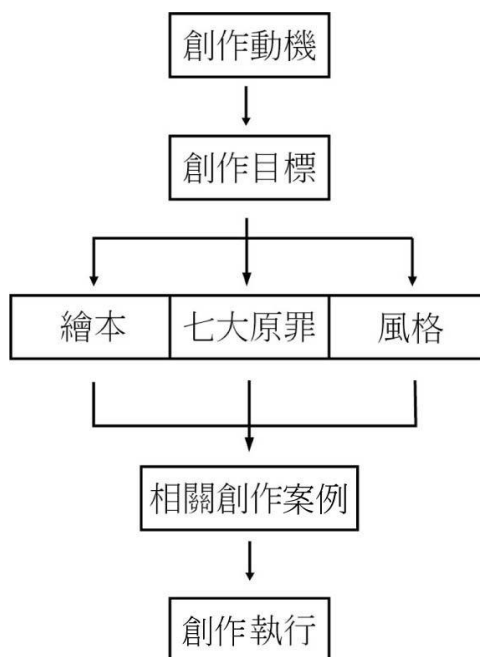 創作動機
創作目標
繪本 七大原罪 風格
相關創作案例
創作執行